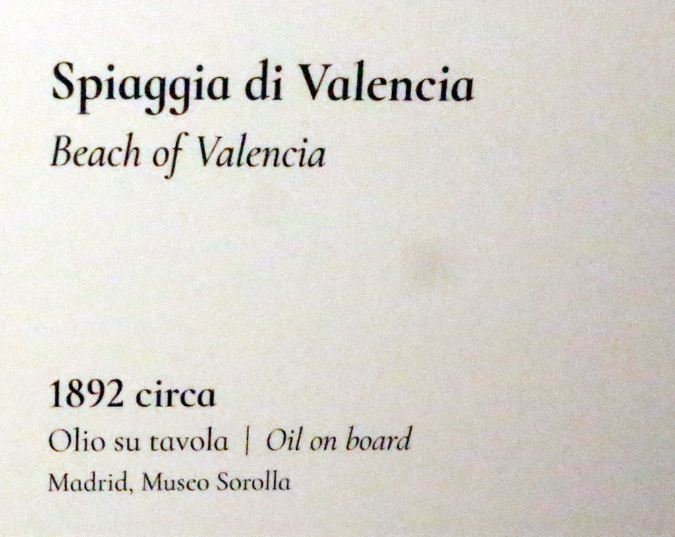 Spiaggia di Valencia
Beach of Valencia
1892 circa
Olio su tavola | Oil on board
Madrid, Museo Sorolla